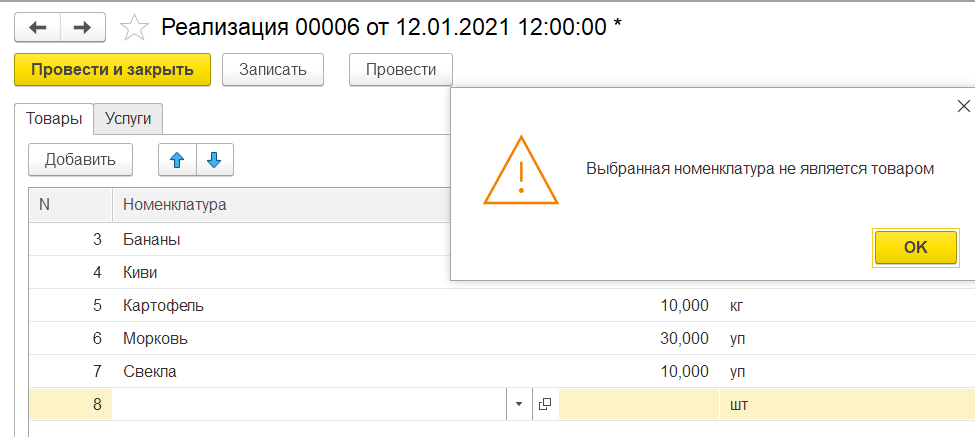 Реализация 00006 от 12.01.2021 12:00:00 *
Провести и закрыть Записать Провести
Товары Услуги
Добавить
Выбранная номенклатура не является товаром
OK
N Номенклатура
3 Бананы
4 Киви
5 Картофель 10,000 кг
6 Морковь 30,000 уп
7 Свекла 10,000 уп
8 шт